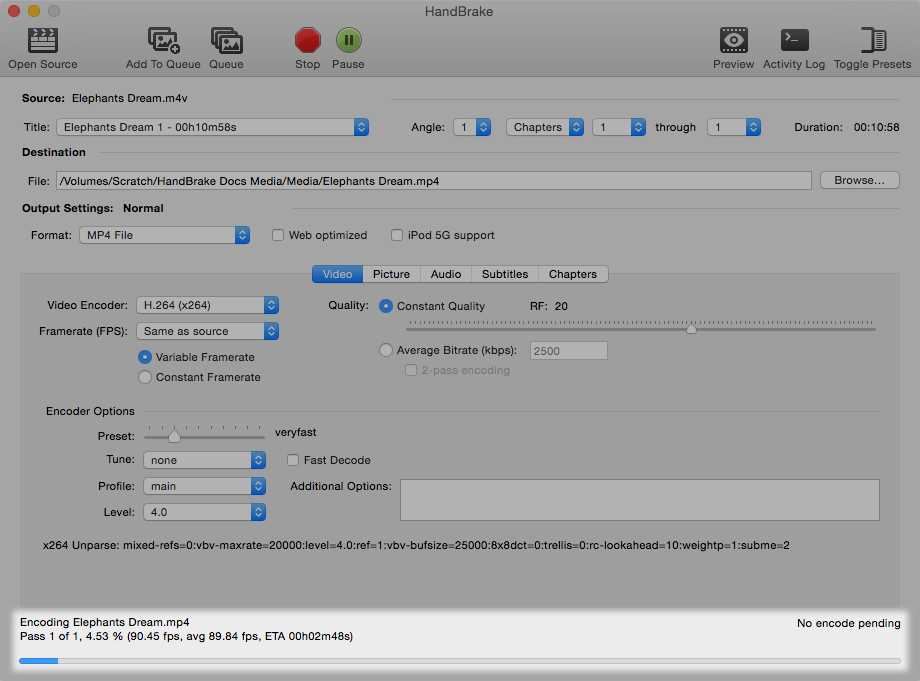 HandBrake
Open Source Add To Queue Queue Stop Pause Preview Activity Log Toggle Presets
Source: Elephants Dream.m4v
Title: Elephants Dream 1 - 00h10m58s Angle: 1 Chapters 1 through 1 Duration: 00:10:58
Destination
File: /Volumes/Scratch/HandBrake Docs Media/Media/Elephants Dream.mp4 Browse...
Output Settings: Normal
Format: MP4 File Web optimized iPod 5G support
Video Picture Audio Subtitles Chapters
Video Encoder: H.264 (x264) Quality: Constant Quality RF: 20
Framerate (FPS): Same as source
Variable Framerate Average Bitrate (kbps): 2500
Constant Framerate 2-pass encoding
Encoder Options
Preset: veryfast
Tune: none Fast Decode
Profile: main Additional Options:
Level: 4.0
x264 Unparse: mixed-refs=0:vbv-maxrate=20000:level=4.0:ref=1:vbv-bufsize=25000:8x8dct=0:trellis=0:rc-lookahead=10:weightp=1:subme=2
Encoding Elephants Dream.mp4 No encode pending
Pass 1 of 1, 4.53 % (90.45 fps, avg 89.84 fps, ETA 00h02m48s)